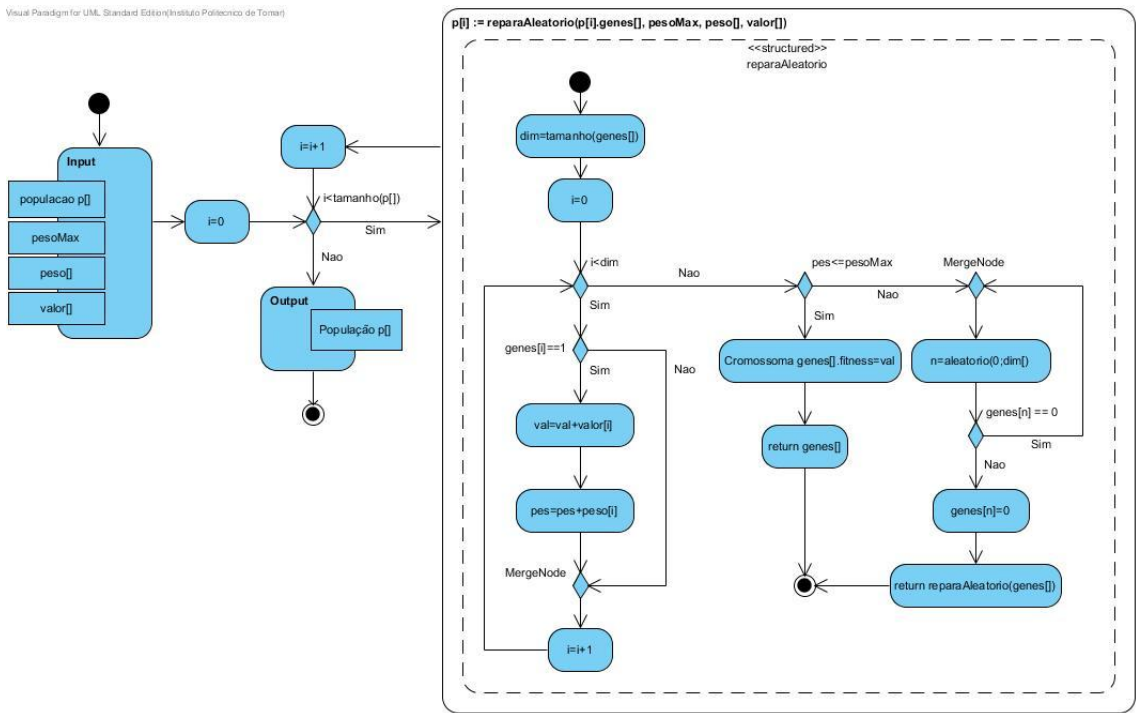 Visual Paradigm for UML Standard Edition(Instituto Politecnico de Tomar)
Input
populacao p[]
pesoMax
peso[]
valor[]
i=0
i=i+1
i<tamanho(p[])
Sim
Nao
Output
População p[]
p[i] := reparaAleatorio(p[i].genes[], pesoMax, peso[], valor[])
<<structured>>
reparaAleatorio
dim=tamanho(genes[])
i=0
i<dim
Nao
Sim
genes[i]==1
Nao
Sim
val=val+valor[i]
pes=pes+peso[i]
MergeNode
i=i+1
pes<=pesoMax
Nao
Sim
Cromossoma genes[].fitness=val
return genes[]
MergeNode
n=aleatorio(0;dim[)
genes[n] == 0
Sim
Nao
genes[n]=0
return reparaAleatorio(genes[])